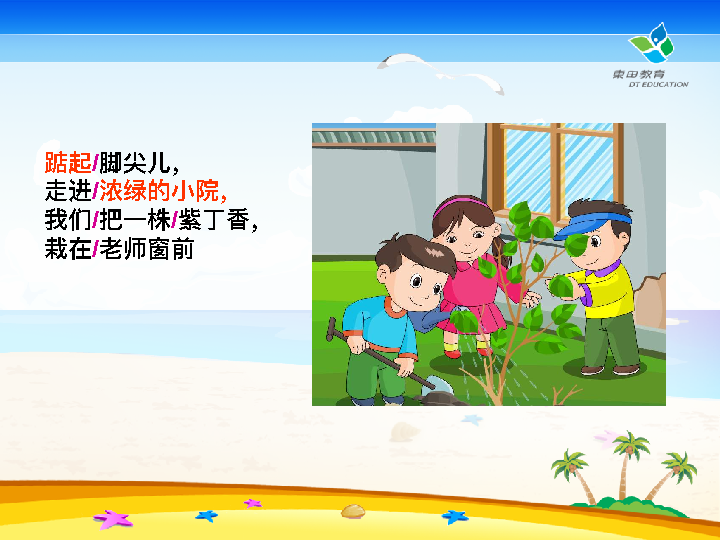 東田教育
DT EDUCATION
踮起/脚尖儿，
走进/浓绿的小院，
我们/把一株/紫丁香，
栽在/老师窗前